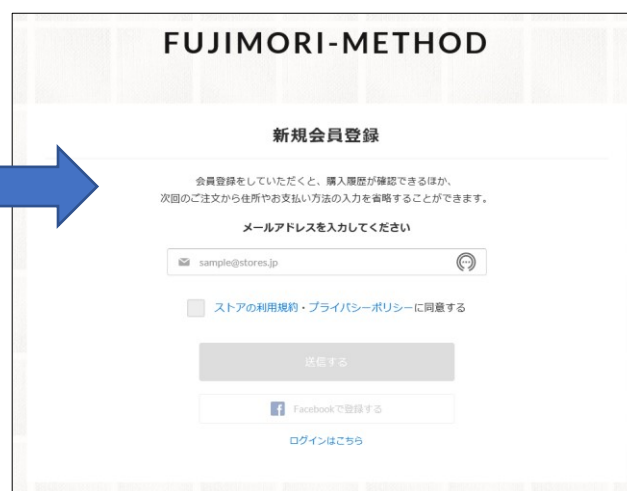 FUJIMORI-METHOD
新規会員登録
会員登録をしていただくと、購入履歴が確認できるほか、
次回のご注文から住所やお支払い方法の入力を省略することができます。
メールアドレスを入力してください
sample@stores.jp
ストアの利用規約・プライバシーポリシーに同意する
送信する
Facebookで登録する
ログインはこちら